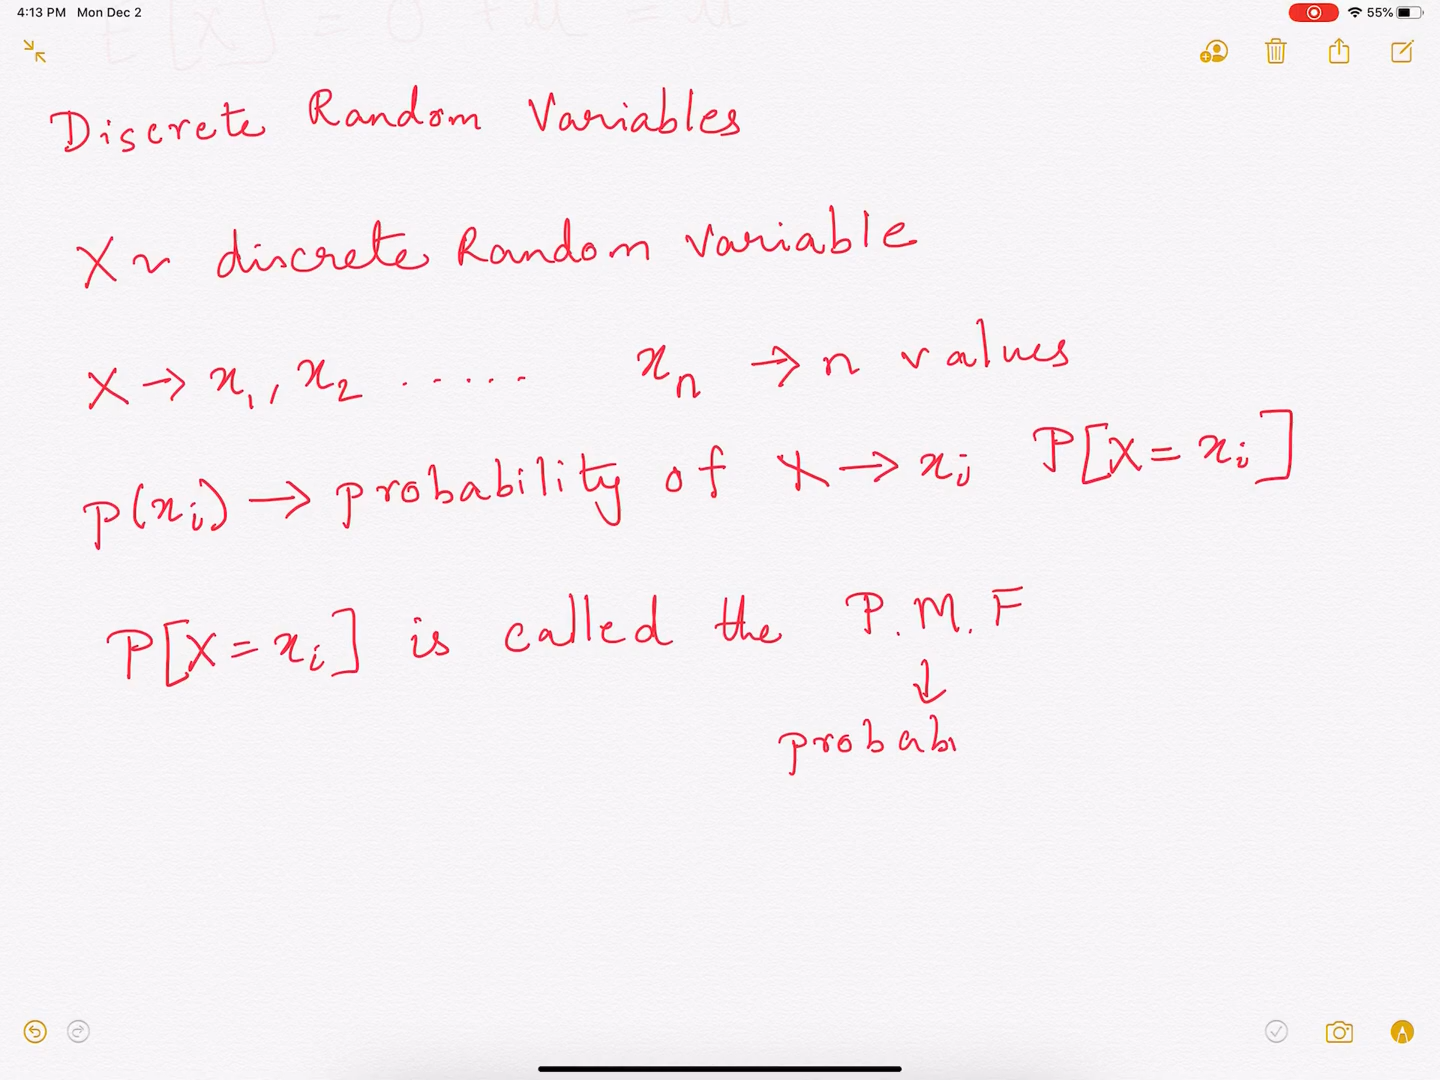 4:13 PM Mon Dec 2
55%
E[X] = 0 + u = u
Discrete Random Variables
X ~ discrete Random variable
X → x₁, x₂ ..... xₙ → n values
p(xᵢ) → probability of X → xᵢ P[X = xᵢ]
P[X = xᵢ] is called the P.M.F
↓
probabi